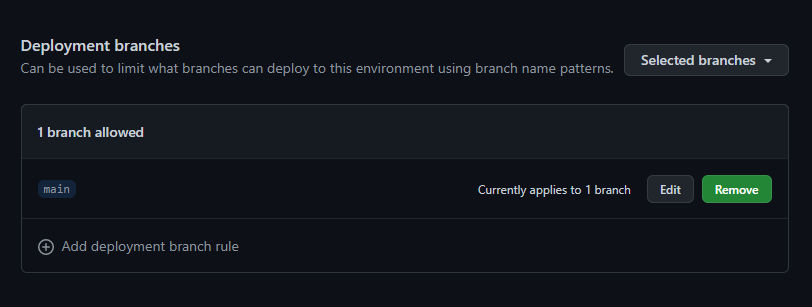 Deployment branches
Can be used to limit what branches can deploy to this environment using branch name patterns.
Selected branches
1 branch allowed
main
Currently applies to 1 branch
Edit
Remove
Add deployment branch rule